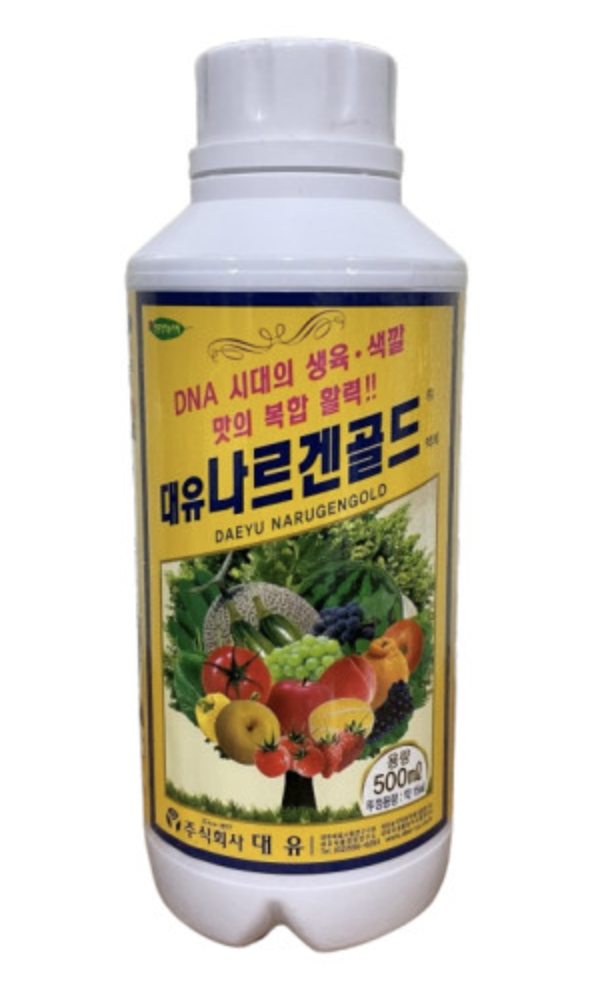 DNA 시대의 생육·색깔
맛의 복합 활력!!
대유나르겐골드
DAEYU NARUGENGOLD
용량
500㎖
주식회사 대유